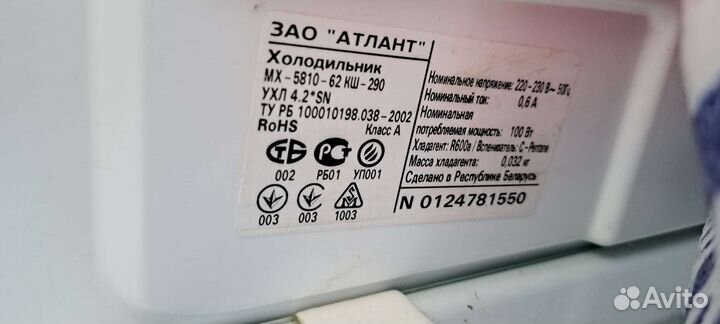 ЗАО "АТЛАНТ"
Холодильник
МХ-5810-62 КШ-290
УХЛ 4.2*SN
ТУ РБ 100010198.038-2002
RoHS Класс А
002 РБ01 УП001
003 003 1003
Номинальное напряжение: 220-230 В~ 50Гц
Номинальный ток: 0,6 А
Номинальная
потребляемая мощность: 100 Вт
Хладагент: R600a / Вспениватель: C-Pentane
Масса хладагента: 0,032 кг
Сделано в Республике Беларусь
N 0124781550
Avito